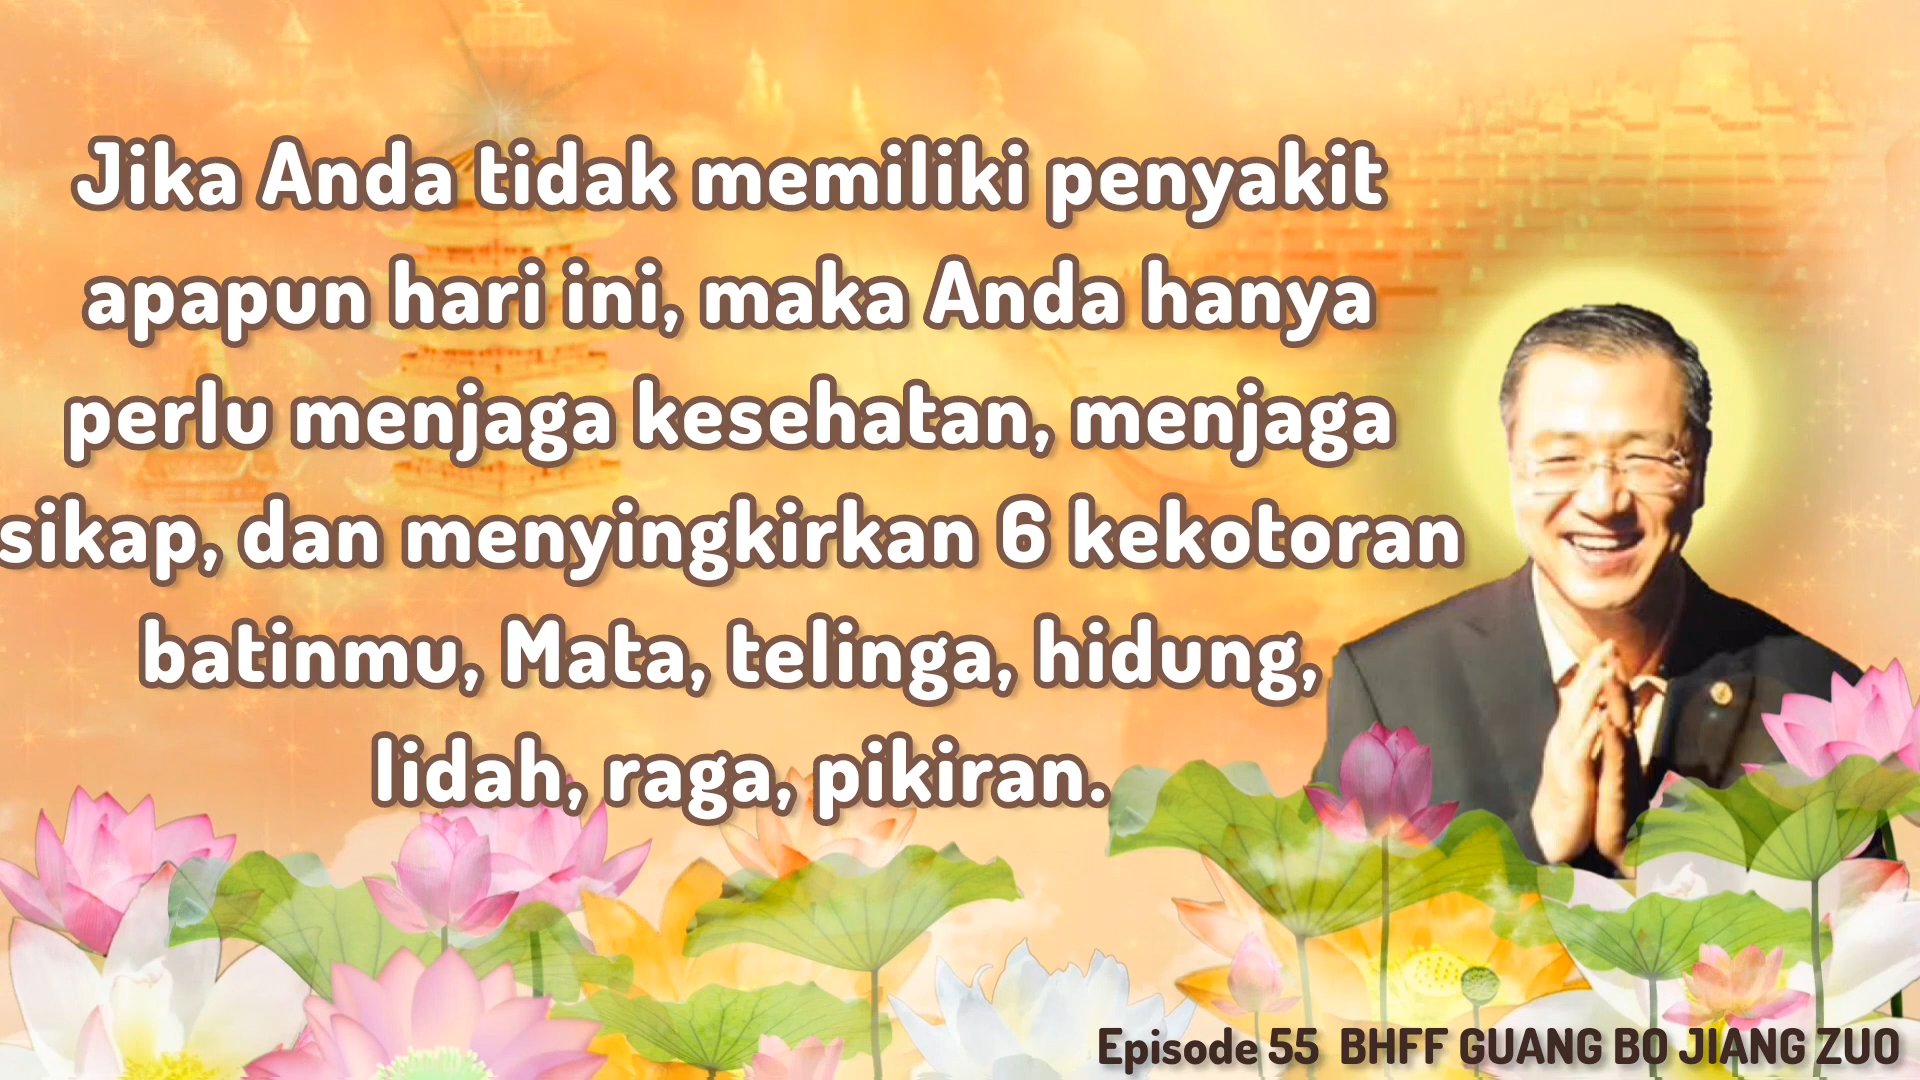 Jika Anda tidak memiliki penyakit
apapun hari ini, maka Anda hanya
perlu menjaga kesehatan, menjaga
sikap, dan menyingkirkan 6 kekotoran
batinmu, Mata, telinga, hidung,
lidah, raga, pikiran.
Episode 55 BHFF GUANG BO JIANG ZUO